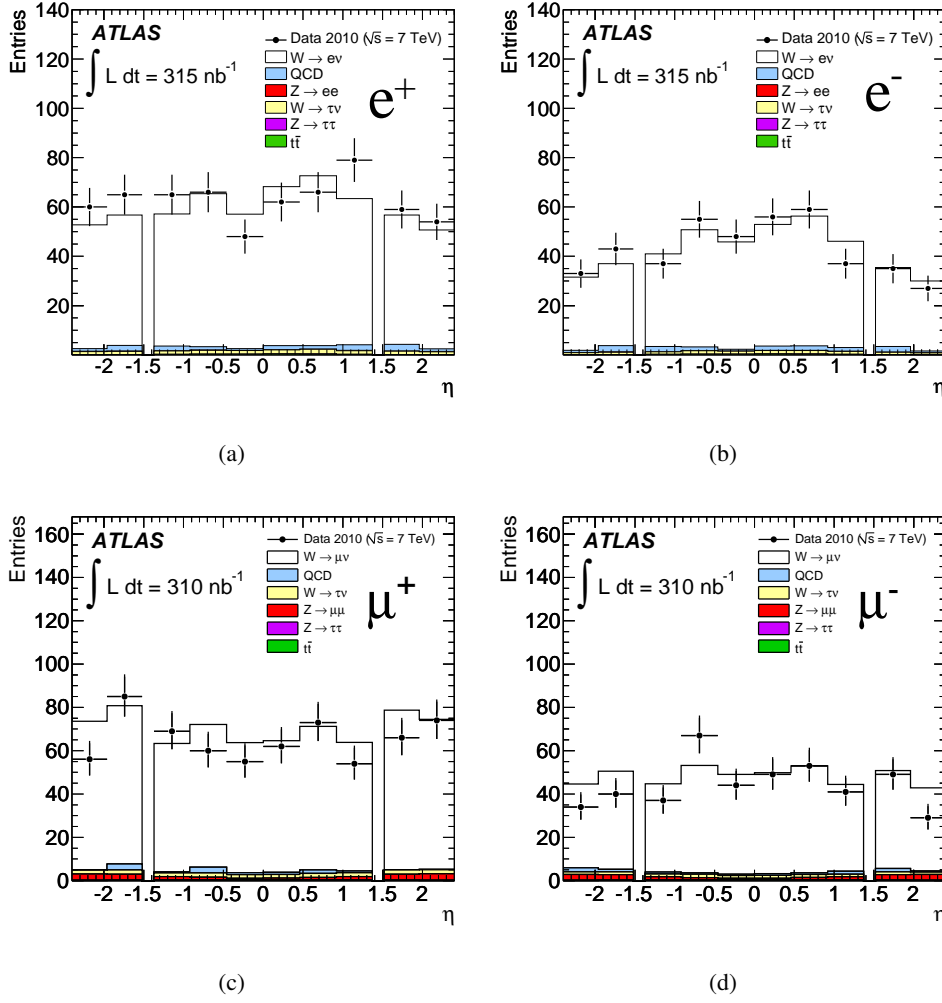 Entries
140
120
100
80
60
40
20
ATLAS
∫ L dt = 315 nb⁻¹
Data 2010 (√s = 7 TeV)
W → eν
QCD
Z → ee
W → τν
Z → ττ
tt̄
e⁺
-2 -1.5 -1 -0.5 0 0.5 1 1.5 2
η
(a)
Entries
140
120
100
80
60
40
20
ATLAS
∫ L dt = 315 nb⁻¹
Data 2010 (√s = 7 TeV)
W → eν
QCD
Z → ee
W → τν
Z → ττ
tt̄
e⁻
-2 -1.5 -1 -0.5 0 0.5 1 1.5 2
η
(b)
Entries
160
140
120
100
80
60
40
20
0
ATLAS
∫ L dt = 310 nb⁻¹
Data 2010 (√s = 7 TeV)
W → μν
QCD
W → τν
Z → μμ
Z → ττ
tt̄
μ⁺
-2 -1.5 -1 -0.5 0 0.5 1 1.5 2
η
(c)
Entries
160
140
120
100
80
60
40
20
0
ATLAS
∫ L dt = 310 nb⁻¹
Data 2010 (√s = 7 TeV)
W → μν
QCD
W → τν
Z → μμ
Z → ττ
tt̄
μ⁻
-2 -1.5 -1 -0.5 0 0.5 1 1.5 2
η
(d)